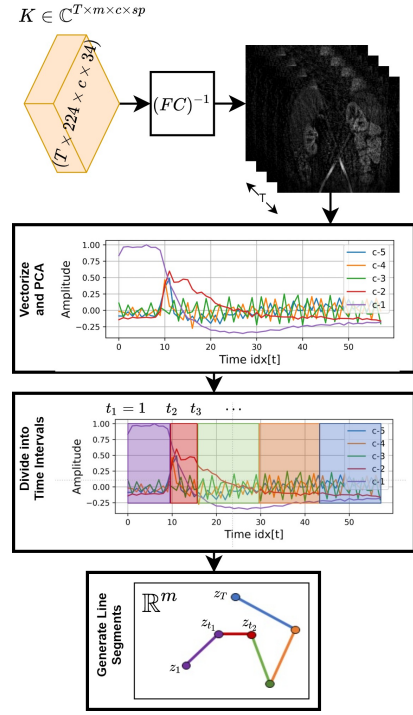 K ∈ ℂ^{T×m×c×sp}
(T × 224 × c × 34)
(FC)^{-1}
T
Vectorize
and PCA
Amplitude
1.00
0.75
0.50
0.25
0.00
−0.25
c-5
c-4
c-3
c-2
c-1
0 10 20 30 40 50
Time idx[t]
t_1 = 1 t_2 t_3 ...
Divide Into
Time Intervals
Amplitude
1.00
0.75
0.50
0.25
0.00
−0.25
c-5
c-4
c-3
c-2
c-1
0 10 20 30 40 50
Time idx[t]
Generate Line
Segments
ℝ^m
z_T
z_{t_1}
z_{t_2}
z_1